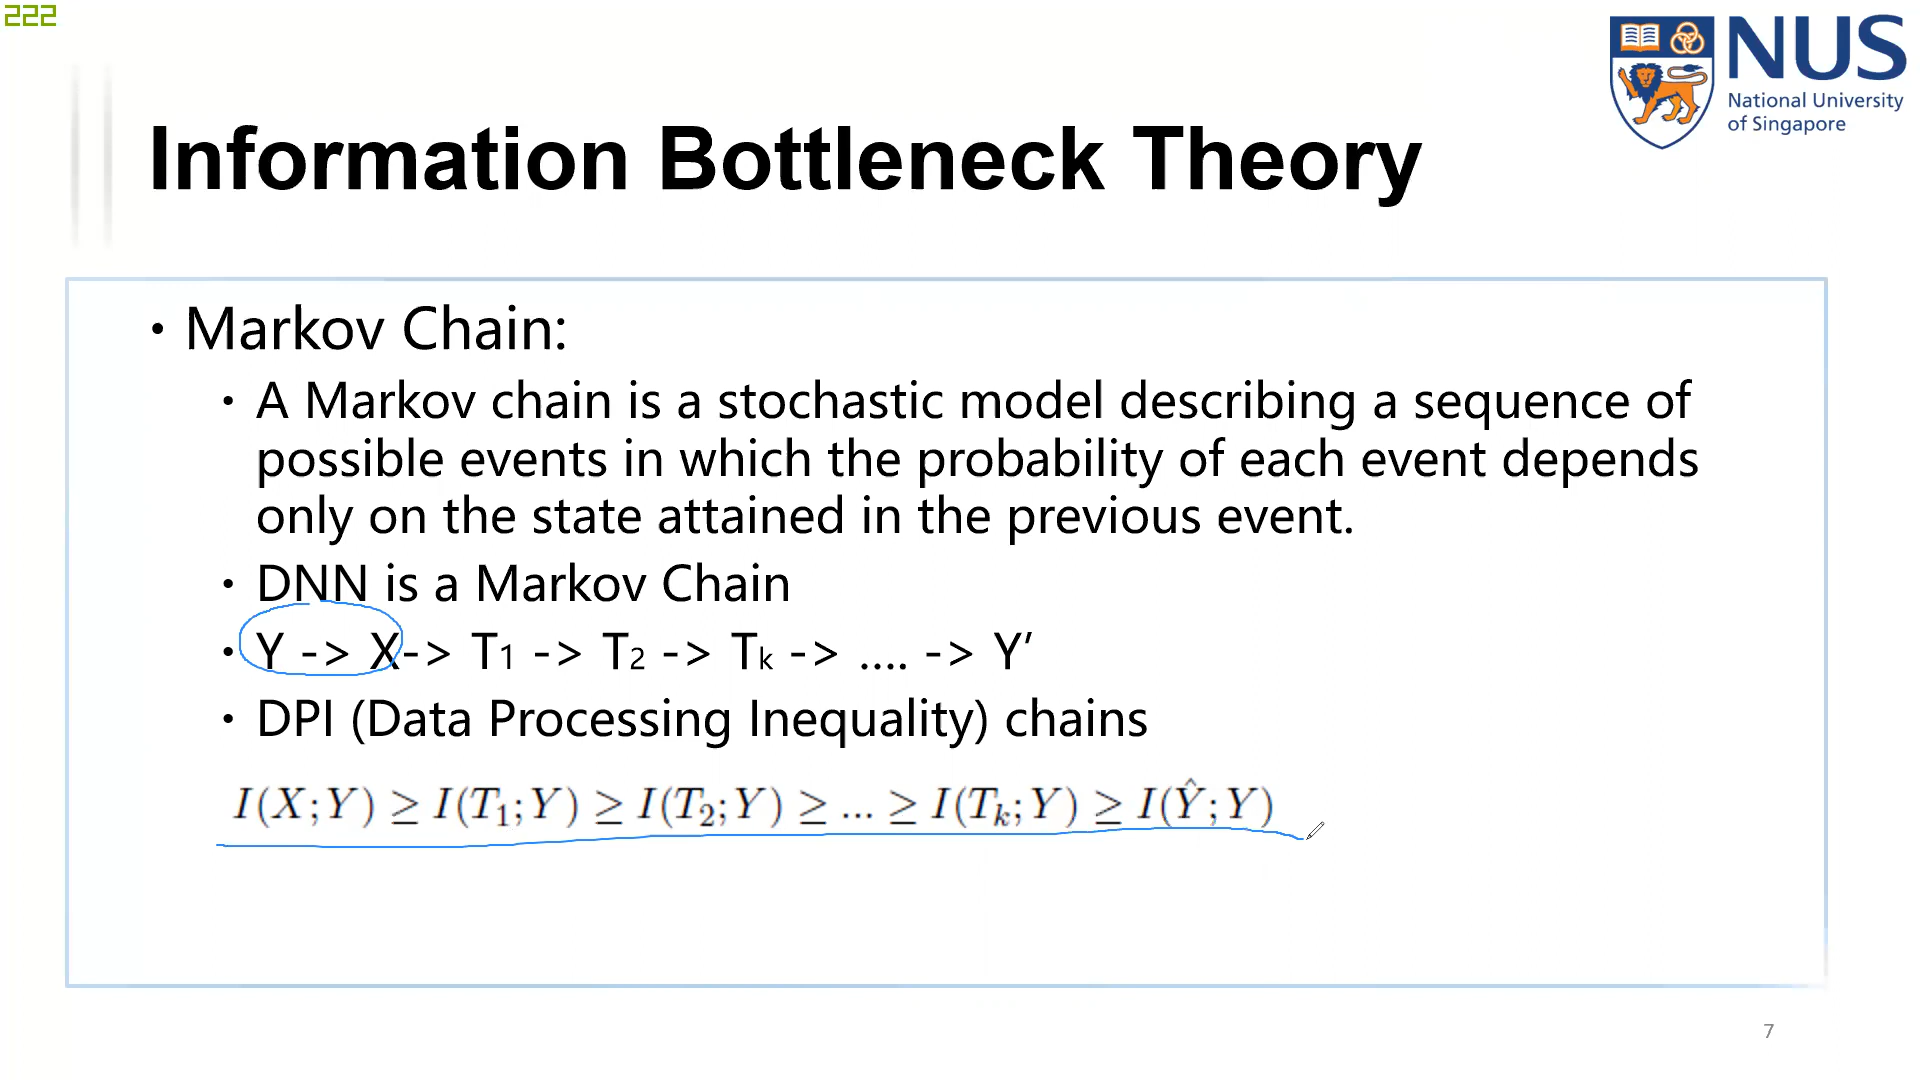 222
NUS
National University
of Singapore
Information Bottleneck Theory
• Markov Chain:
• A Markov chain is a stochastic model describing a sequence of
possible events in which the probability of each event depends
only on the state attained in the previous event.
• DNN is a Markov Chain
• Y -> X-> T₁ -> T₂ -> Tₖ -> .... -> Y’
• DPI (Data Processing Inequality) chains
I(X;Y) ≥ I(T₁;Y) ≥ I(T₂;Y) ≥ ... ≥ I(Tₖ;Y) ≥ I(Ŷ;Y)
7